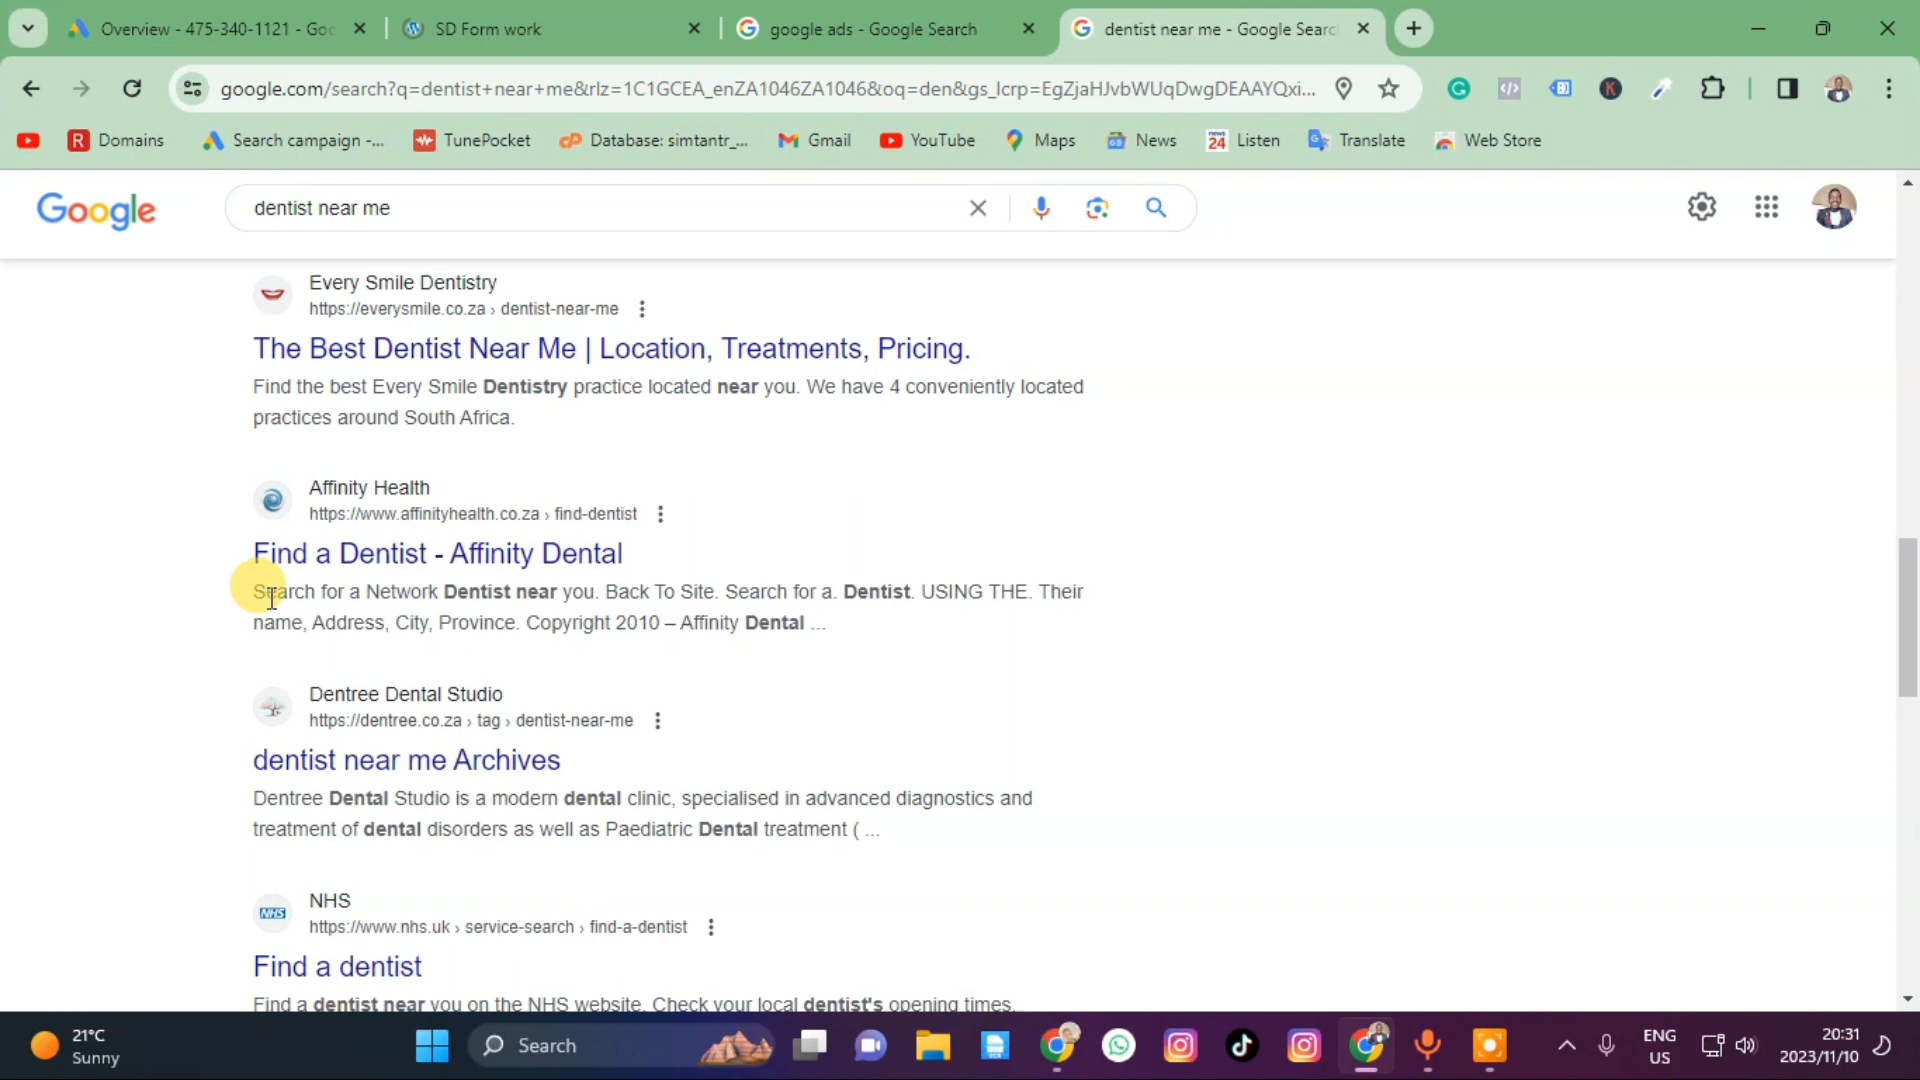 Overview - 475-340-1121 - Goo
SD Form work
google ads - Google Search
dentist near me - Google Searc
google.com/search?q=dentist+near+me&rlz=1C1GCEA_enZA1046ZA1046&oq=den&gs_lcrp=EgZjaHJvbWUqDwgDEAAYQxi...
Domains
Search campaign -...
TunePocket
Database: simtantr_...
Gmail
YouTube
Maps
News
Listen
Translate
Web Store
Google
dentist near me
Every Smile Dentistry
https://everysmile.co.za › dentist-near-me
The Best Dentist Near Me | Location, Treatments, Pricing.
Find the best Every Smile Dentistry practice located near you. We have 4 conveniently located
practices around South Africa.
Affinity Health
https://www.affinityhealth.co.za › find-dentist
Find a Dentist - Affinity Dental
Search for a Network Dentist near you. Back To Site. Search for a. Dentist. USING THE. Their
name, Address, City, Province. Copyright 2010 – Affinity Dental ...
Dentree Dental Studio
https://dentree.co.za › tag › dentist-near-me
dentist near me Archives
Dentree Dental Studio is a modern dental clinic, specialised in advanced diagnostics and
treatment of dental disorders as well as Paediatric Dental treatment ( ...
NHS
NHS
https://www.nhs.uk › service-search › find-a-dentist
Find a dentist
Find a dentist near you on the NHS website. Check your local dentist's opening times,
21°C
Sunny
Search
ENG
US
20:31
2023/11/10